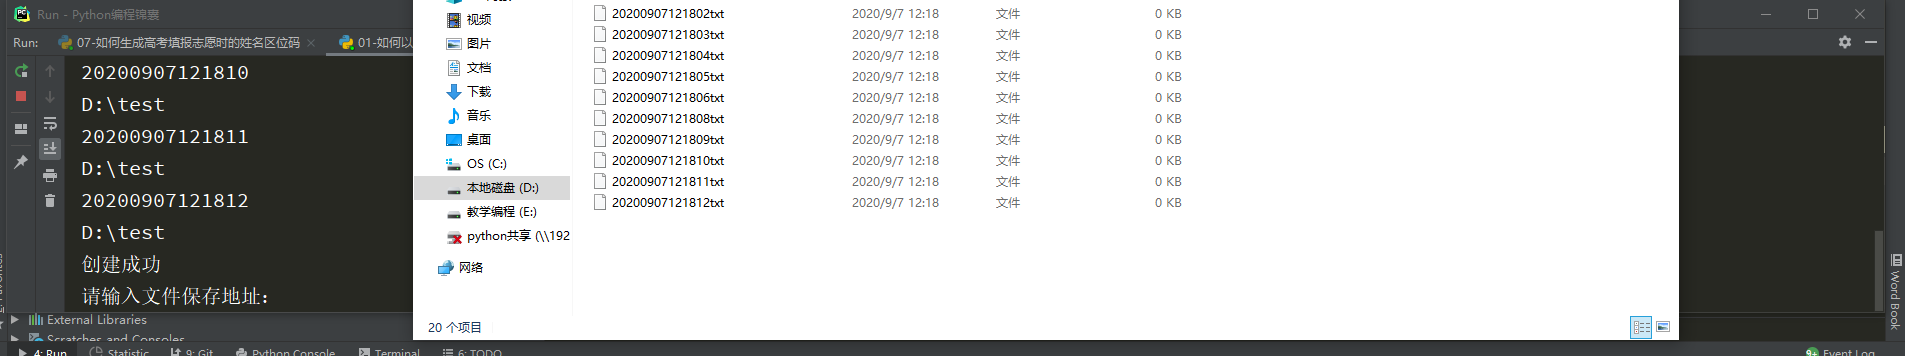 Run - Python编程锦囊
Run: 07-如何生成高考填报志愿时的姓名区位码 01-如何以
20200907121810
D:\test
20200907121811
D:\test
20200907121812
D:\test
创建成功
请输入文件保存地址:
External Libraries
Scratches and Consoles
4: Run Statistic 9: Git Python Console Terminal 6: TODO
视频
图片
文档
下载
音乐
桌面
OS (C:)
本地磁盘 (D:)
教学编程 (E:)
python共享 (\\192
网络
20200907121802txt 2020/9/7 12:18 文件 0 KB
20200907121803txt 2020/9/7 12:18 文件 0 KB
20200907121804txt 2020/9/7 12:18 文件 0 KB
20200907121805txt 2020/9/7 12:18 文件 0 KB
20200907121806txt 2020/9/7 12:18 文件 0 KB
20200907121808txt 2020/9/7 12:18 文件 0 KB
20200907121809txt 2020/9/7 12:18 文件 0 KB
20200907121810txt 2020/9/7 12:18 文件 0 KB
20200907121811txt 2020/9/7 12:18 文件 0 KB
20200907121812txt 2020/9/7 12:18 文件 0 KB
20 个项目
Word Book
9+ Event Log